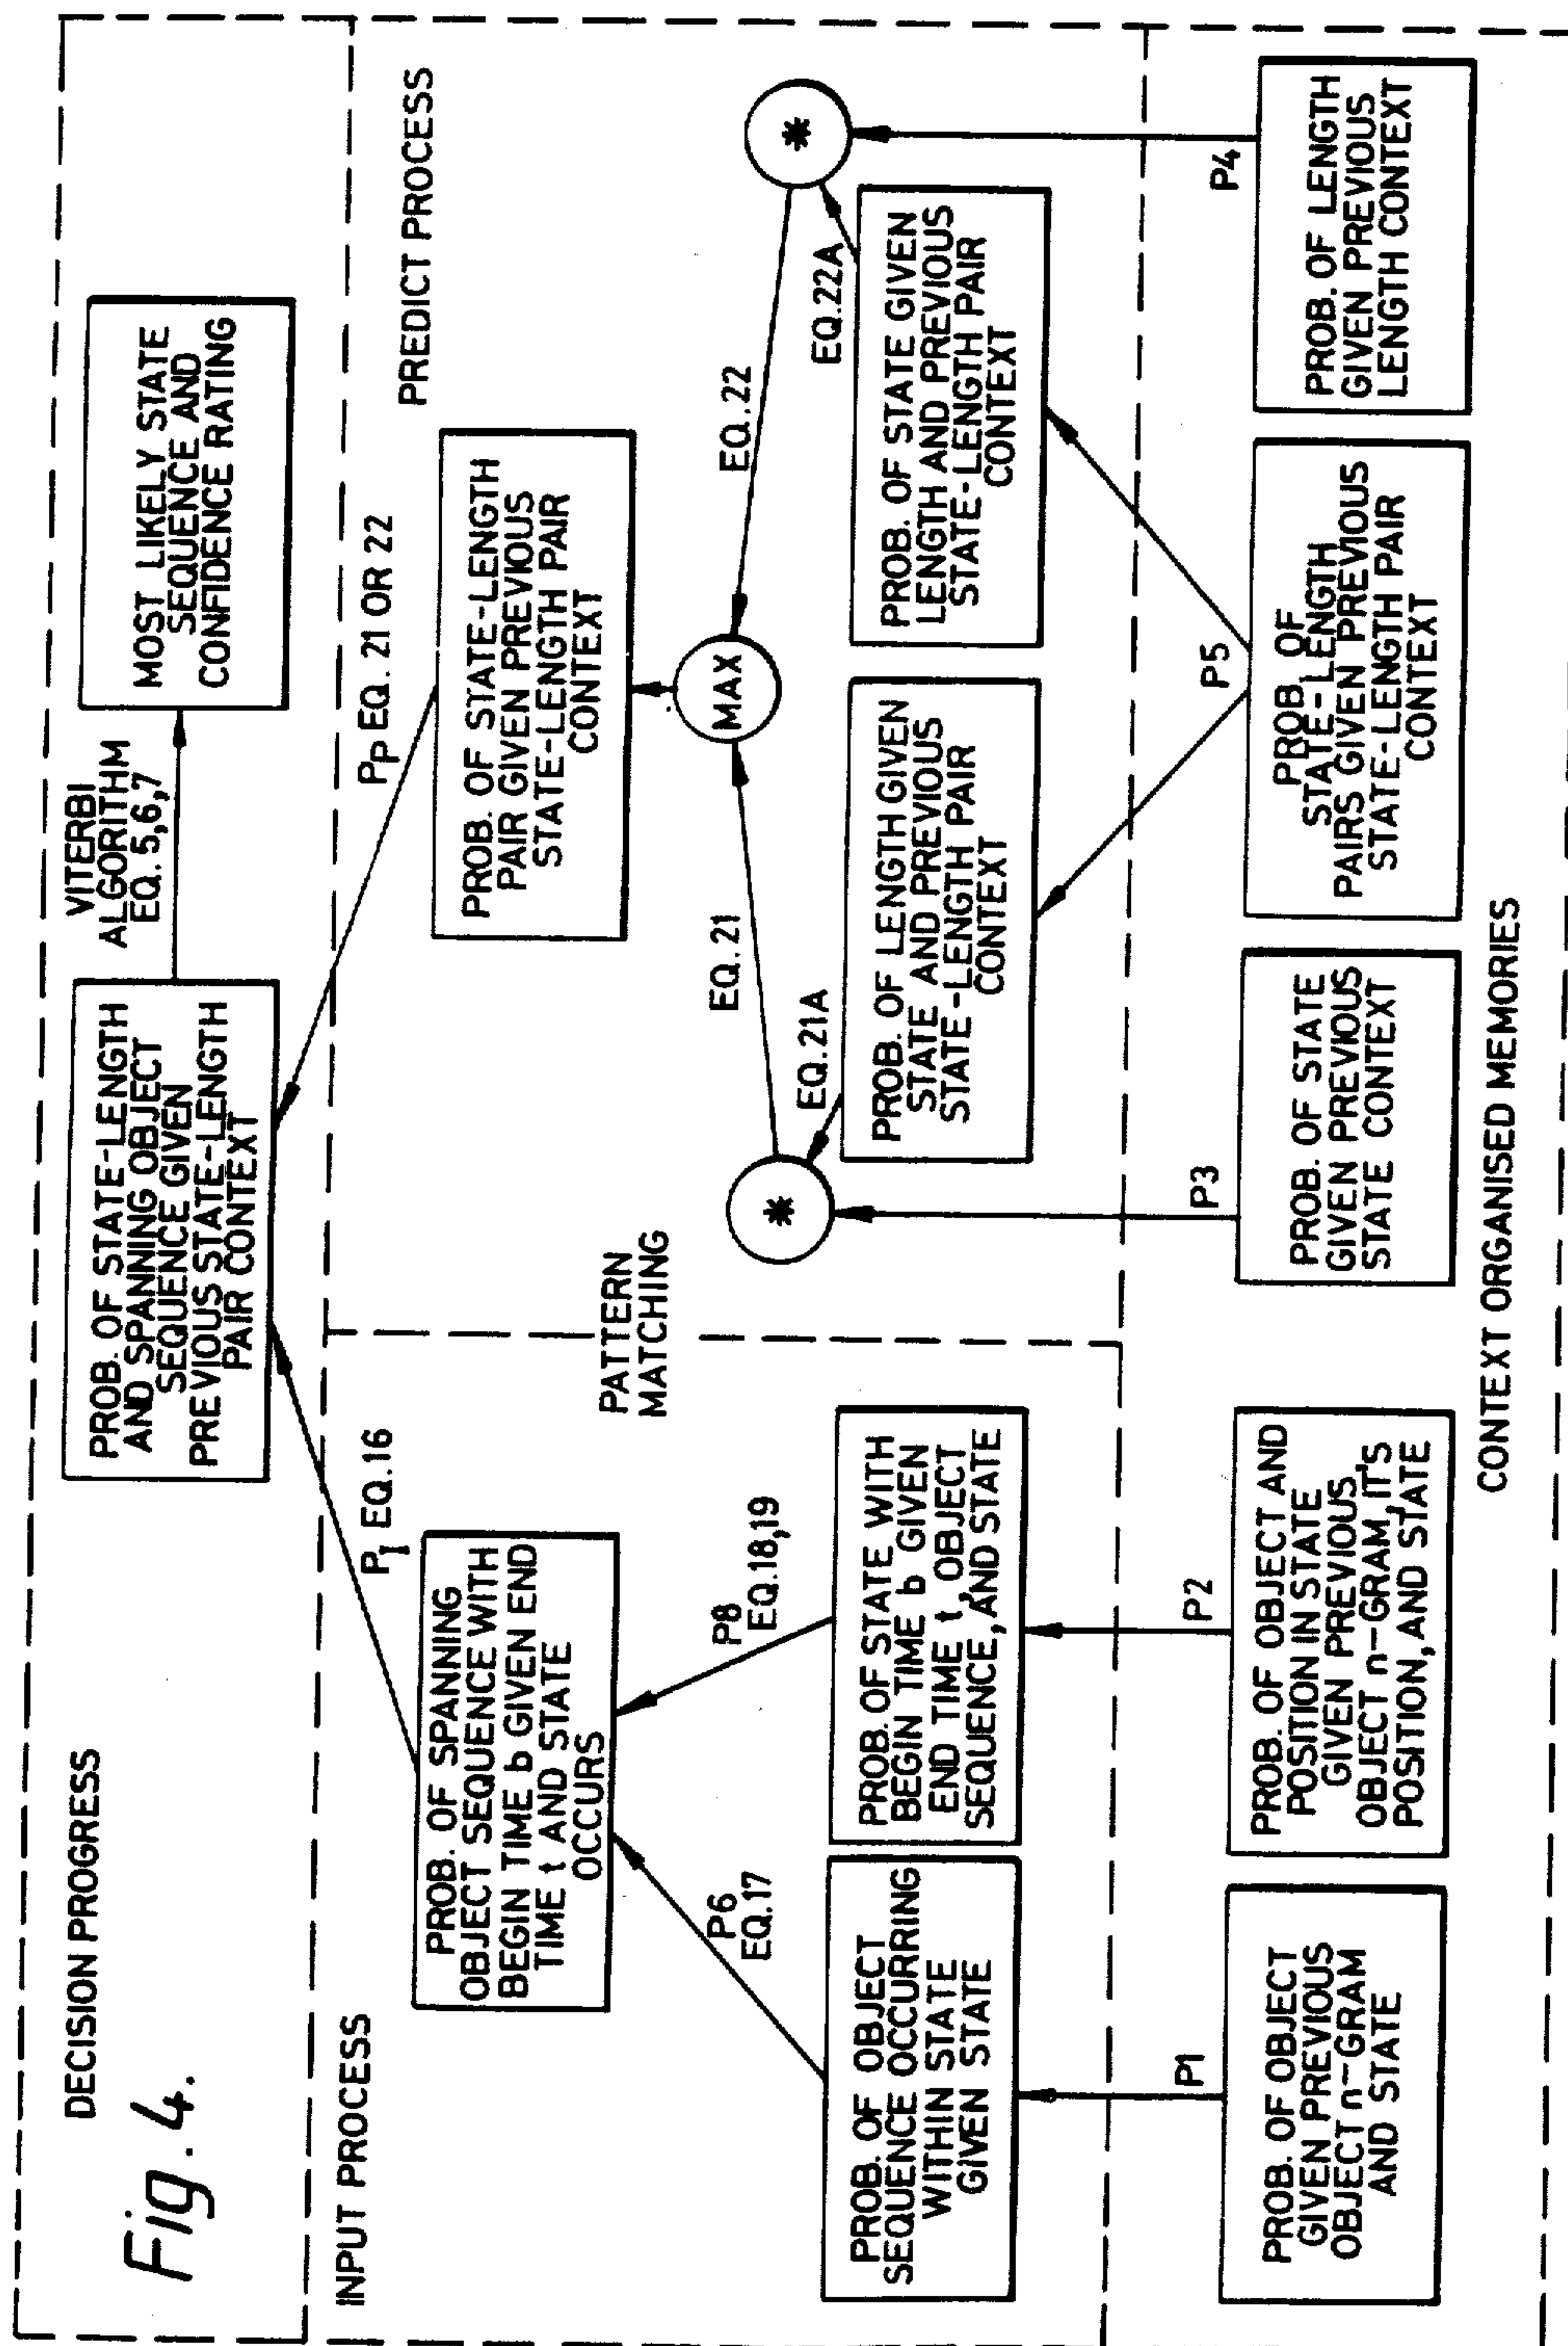 DECISION PROGRESS
Fig. 4.
PROB. OF STATE-LENGTH
AND SPANNING OBJECT
SEQUENCE GIVEN
PREVIOUS STATE-LENGTH
PAIR CONTEXT
VITERBI
ALGORITHM
EQ. 5,6,7
MOST LIKELY STATE
SEQUENCE AND
CONFIDENCE RATING
INPUT PROCESS
PI EQ.16
PP EQ. 21 OR 22
PREDICT PROCESS
PROB. OF SPANNING
OBJECT SEQUENCE WITH
BEGIN TIME b GIVEN END
TIME t AND STATE
OCCURS
PROB. OF STATE-LENGTH
PAIR GIVEN PREVIOUS
STATE-LENGTH PAIR
CONTEXT
PATTERN
MATCHING
P6
EQ.17
P8
EQ.18,19
EQ.21
MAX
EQ.22
*
*
EQ.21A
EQ.22A
PROB. OF OBJECT
SEQUENCE OCCURRING
WITHIN STATE
GIVEN STATE
PROB. OF STATE WITH
BEGIN TIME b GIVEN
END TIME t, OBJECT
SEQUENCE, AND STATE
PROB. OF LENGTH GIVEN
STATE AND PREVIOUS
STATE-LENGTH PAIR
CONTEXT
PROB. OF STATE GIVEN
LENGTH AND PREVIOUS
STATE-LENGTH PAIR
CONTEXT
P1
P2
P3
P5
P4
PROB. OF OBJECT
GIVEN PREVIOUS
OBJECT n-GRAM
AND STATE
PROB. OF OBJECT AND
POSITION IN STATE
GIVEN PREVIOUS
OBJECT n-GRAM, IT'S
POSITION, AND STATE
PROB. OF STATE
GIVEN PREVIOUS
STATE CONTEXT
PROB. OF
STATE-LENGTH
PAIRS GIVEN PREVIOUS
STATE-LENGTH PAIR
CONTEXT
PROB. OF LENGTH
GIVEN PREVIOUS
LENGTH CONTEXT
CONTEXT ORGANISED MEMORIES